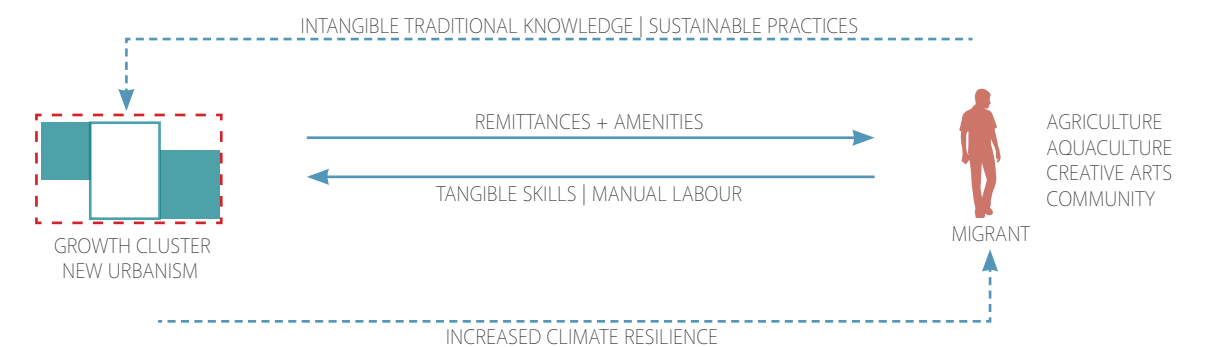 INTANGIBLE TRADITIONAL KNOWLEDGE | SUSTAINABLE PRACTICES
REMITTANCES + AMENITIES
TANGIBLE SKILLS | MANUAL LABOUR
AGRICULTURE
AQUACULTURE
CREATIVE ARTS
COMMUNITY
MIGRANT
GROWTH CLUSTER
NEW URBANISM
INCREASED CLIMATE RESILIENCE